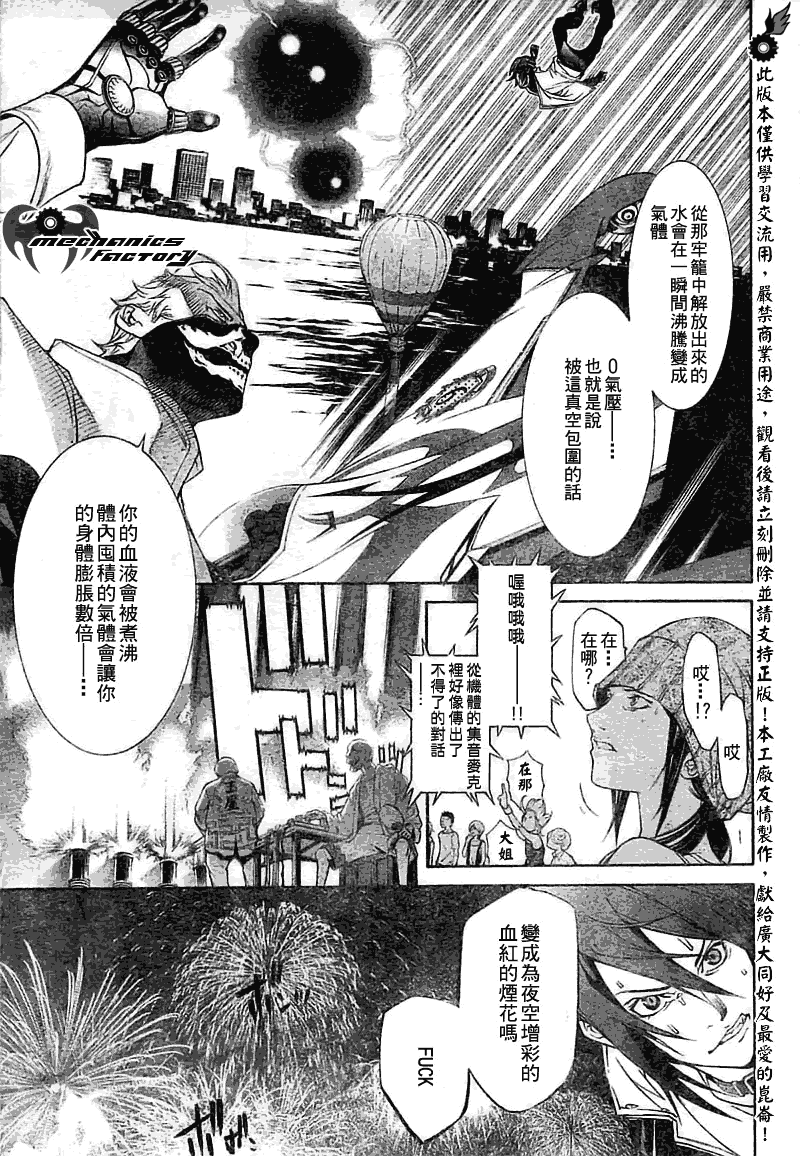 從那牢籠中解放出來的
水會在一瞬間沸騰變成
氣體
0氣壓……
也就是說
被這真空包圍的話
你的血液會被煮沸
體內囤積的氣體會讓你
的身體膨脹數倍……
哎…!?
哎
在…
在哪?
在那
大姐
喔哦哦哦
……!!
從機體的集音麥克
裡好像傳出了
不得了的對話
……
變成為夜空增彩的
血紅的煙花嗎
FUCK
mechanics
factory
此版本僅供學習交流用，嚴禁商業用途，觀看後請立刻刪除並請支持正版！本工廠友情製作，獻給廣大同好及最愛的崑崙！